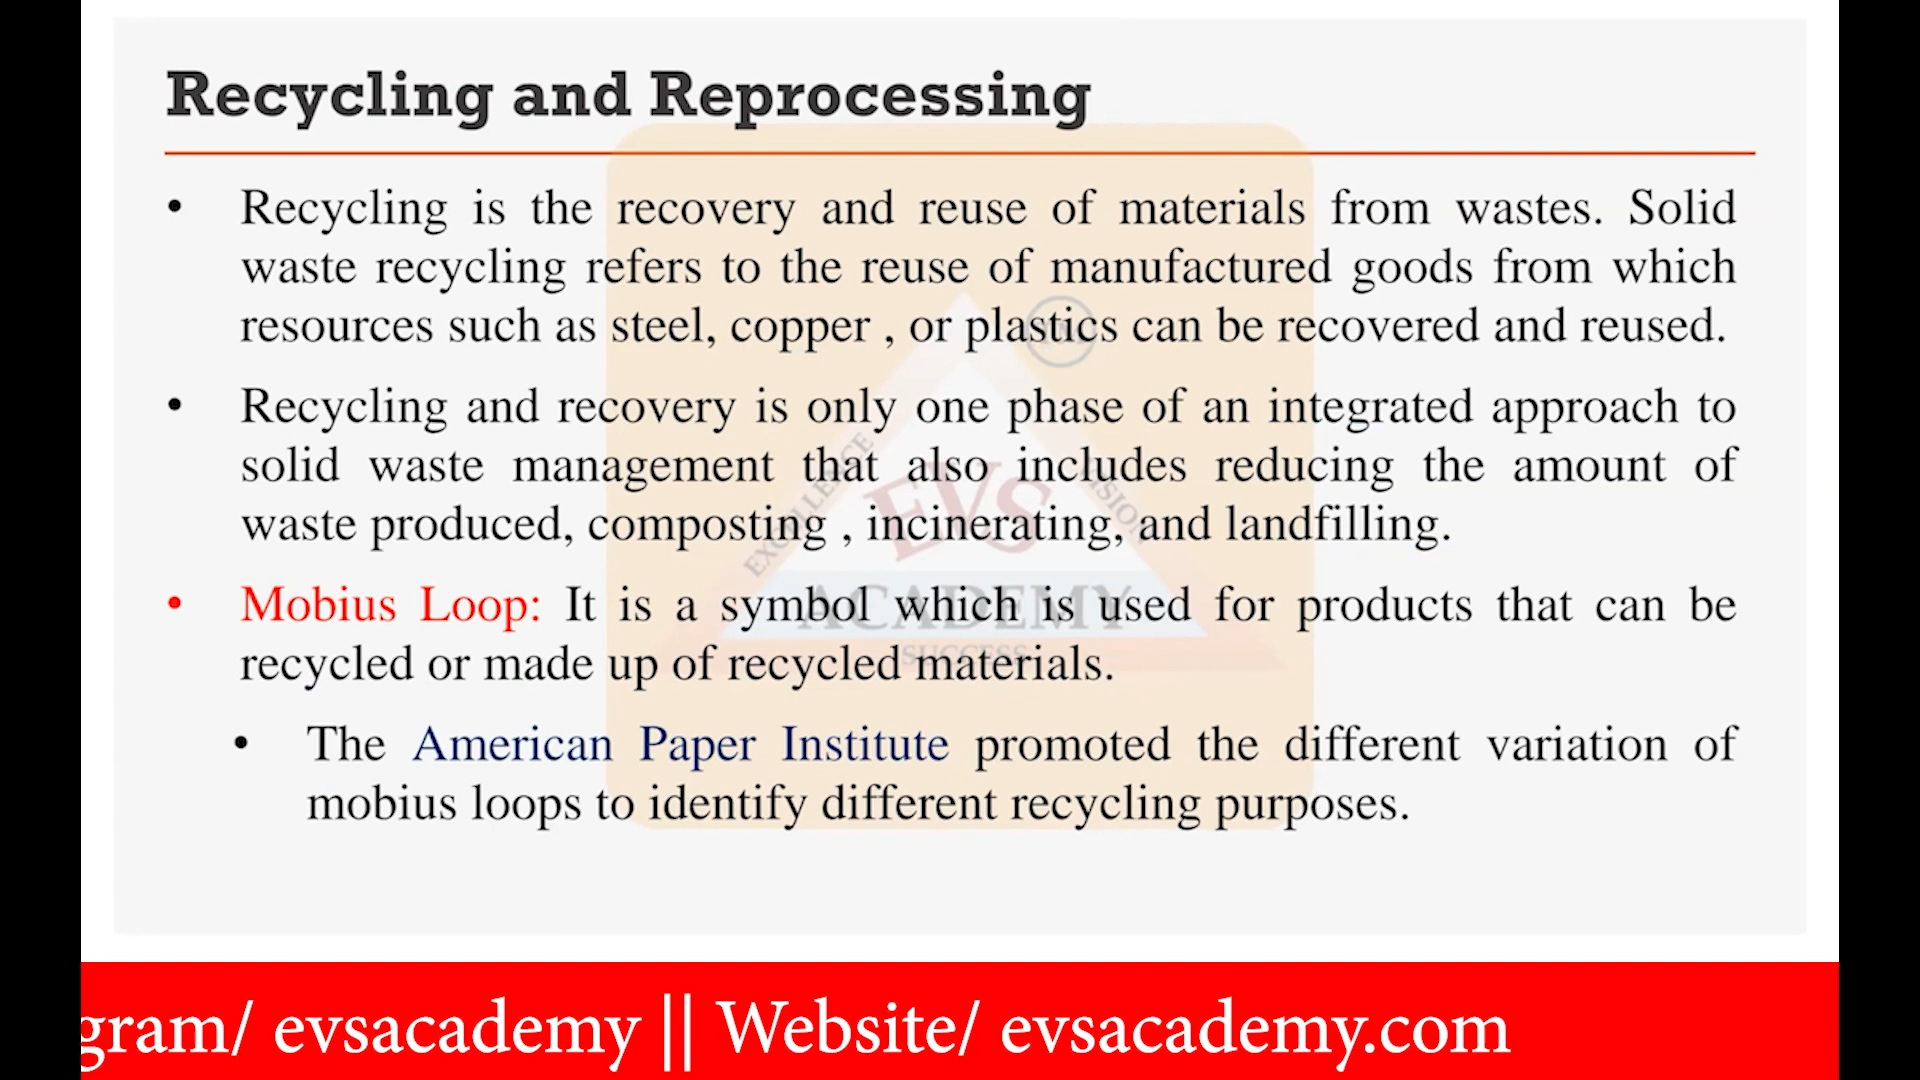 Recycling and Reprocessing
• Recycling is the recovery and reuse of materials from wastes. Solid
waste recycling refers to the reuse of manufactured goods from which
resources such as steel, copper , or plastics can be recovered and reused.
• Recycling and recovery is only one phase of an integrated approach to
solid waste management that also includes reducing the amount of
waste produced, composting , incinerating, and landfilling.
• Mobius Loop: It is a symbol which is used for products that can be
recycled or made up of recycled materials.
• The American Paper Institute promoted the different variation of
mobius loops to identify different recycling purposes.
EXCELLENCE
VISION
EVS
ACADEMY
SUCCESS
gram/ evsacademy || Website/ evsacademy.com